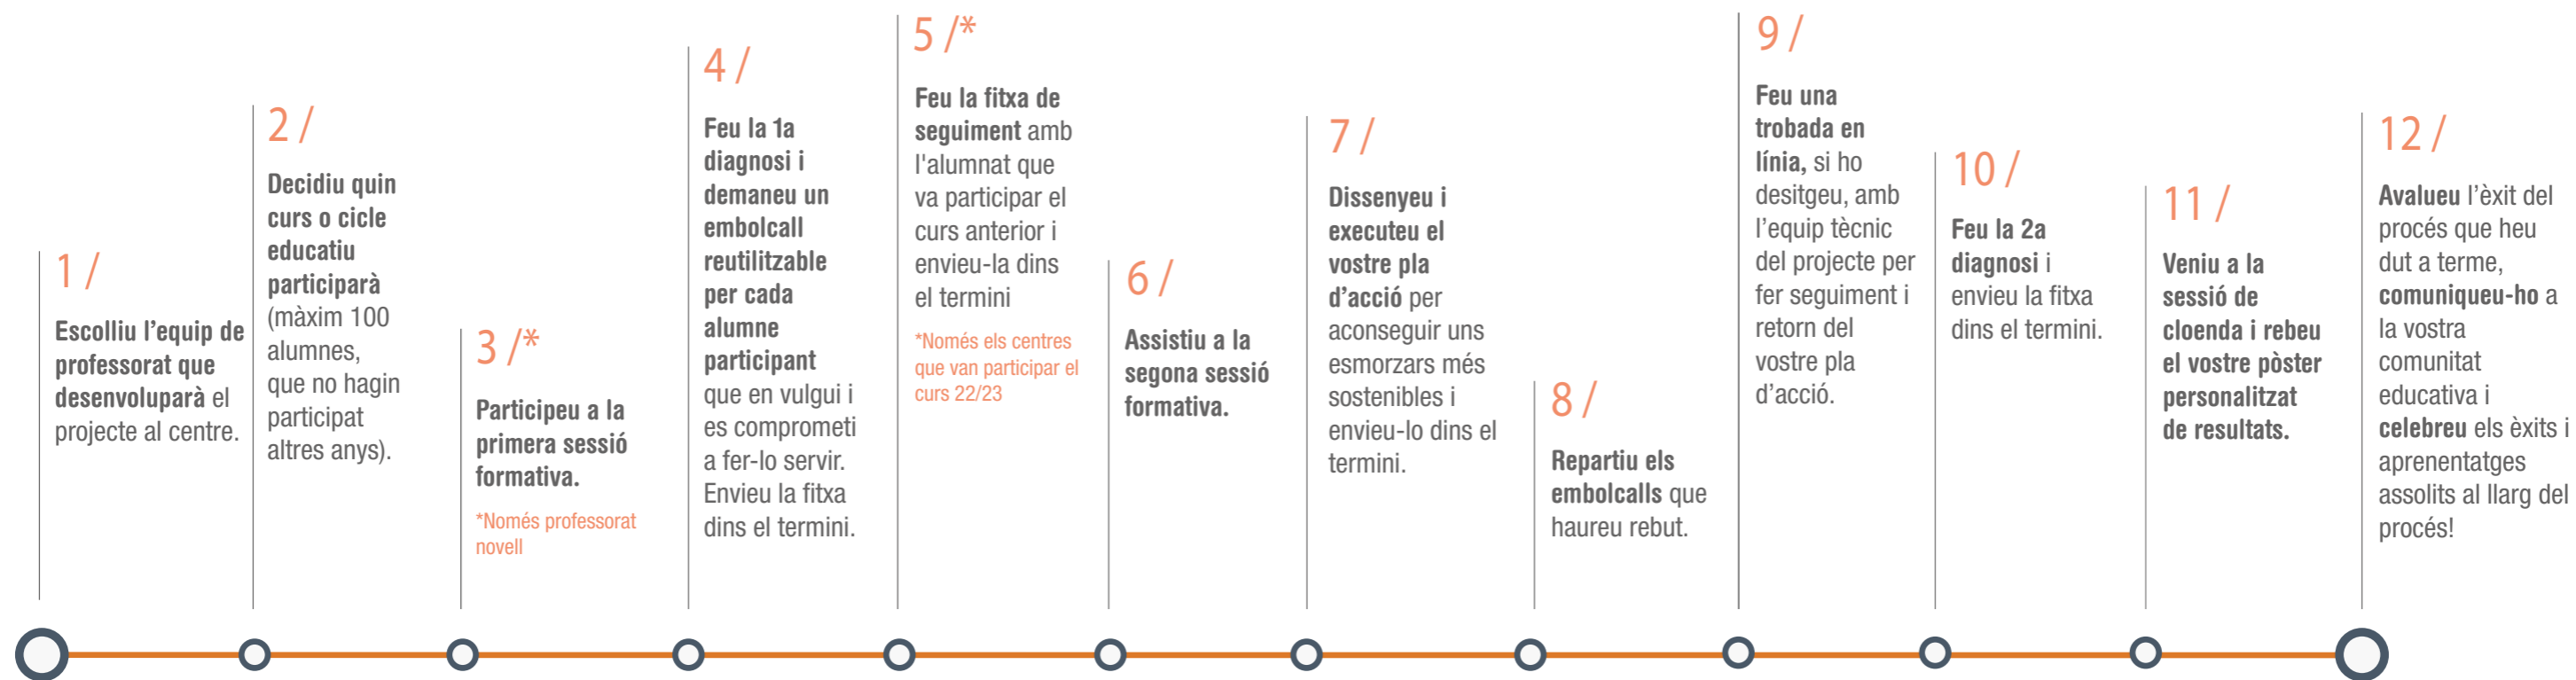 1 /
Escolliu l’equip de
professorat que
desenvoluparà el
projecte al centre.
2 /
Decidiu quin
curs o cicle
educatiu
participarà
(màxim 100
alumnes,
que no hagin
participat
altres anys).
3 /*
Participeu a la
primera sessió
formativa.
*Només professorat
novell
4 /
Feu la 1a
diagnosi i
demaneu un
embolcall
reutilitzable
per cada
alumne
participant
que en vulgui i
es comprometi
a fer-lo servir.
Envieu la fitxa
dins el termini.
5 /*
Feu la fitxa de
seguiment amb
l'alumnat que
va participar el
curs anterior i
envieu-la dins
el termini
*Només els centres
que van participar el
curs 22/23
6 /
Assistiu a la
segona sessió
formativa.
7 /
Dissenyeu i
executeu el
vostre pla
d’acció per
aconseguir uns
esmorzars més
sostenibles i
envieu-lo dins el
termini.
8 /
Repartiu els
embolcalls que
haureu rebut.
9 /
Feu una
trobada en
línia, si ho
desitgeu, amb
l’equip tècnic
del projecte per
fer seguiment i
retorn del
vostre pla
d’acció.
10 /
Feu la 2a
diagnosi i
envieu la fitxa
dins el termini.
11 /
Veniu a la
sessió de
cloenda i rebeu
el vostre pòster
personalitzat
de resultats.
12 /
Avalueu l’èxit del
procés que heu
dut a terme,
comuniqueu-ho a
la vostra
comunitat
educativa i
celebreu els èxits i
aprenentatges
assolits al llarg del
procés!